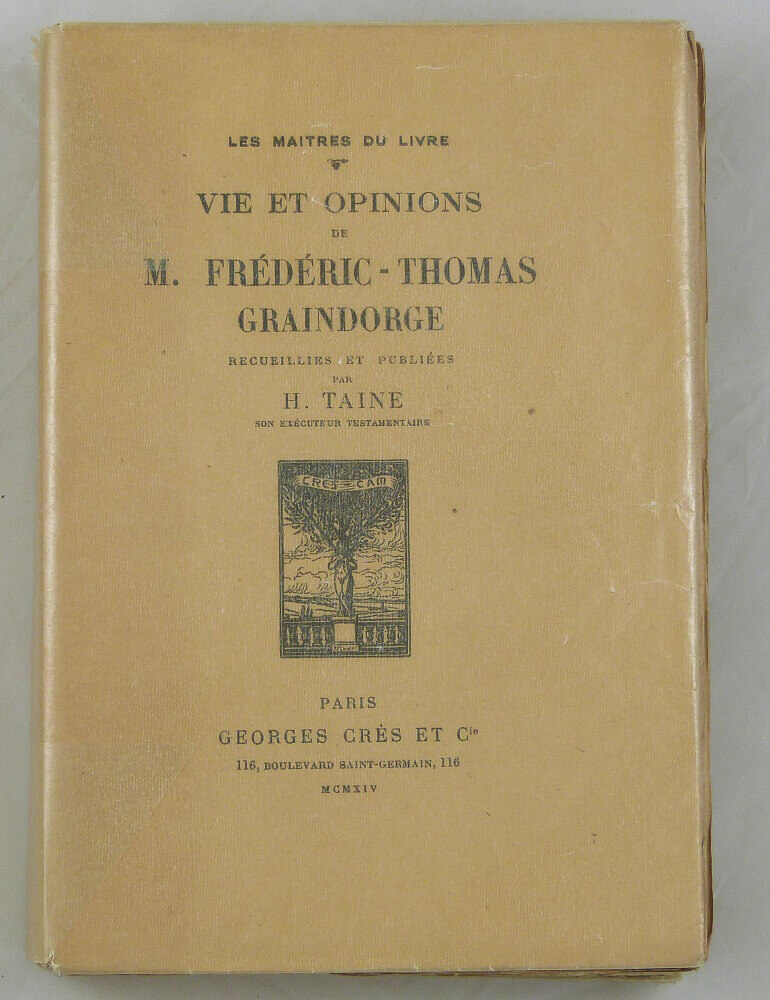 LES MAITRES DU LIVRE
VIE ET OPINIONS
DE
M. FRÉDÉRIC-THOMAS
GRAINDORGE
RECUEILLIES ET PUBLIÉES
PAR
H. TAINE
SON EXÉCUTEUR TESTAMENTAIRE
CRES CAM
PARIS
GEORGES CRÈS ET Cie
116, BOULEVARD SAINT-GERMAIN, 116
MCMXIV